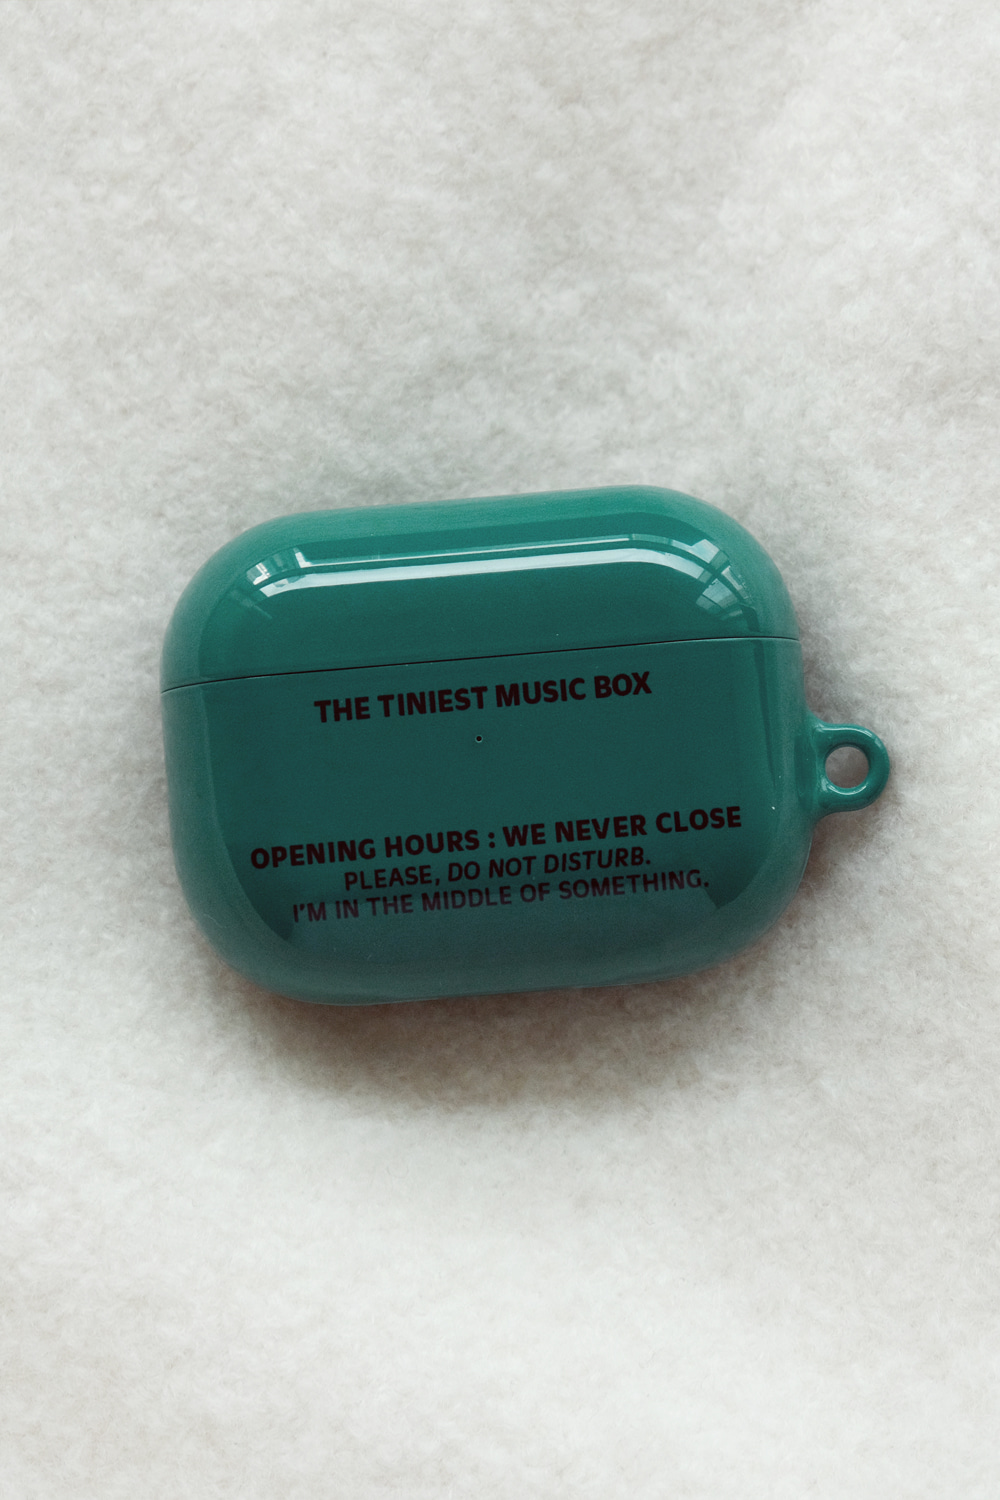 THE TINIEST MUSIC BOX
OPENING HOURS : WE NEVER CLOSE
PLEASE, DO NOT DISTURB.
I'M IN THE MIDDLE OF SOMETHING.